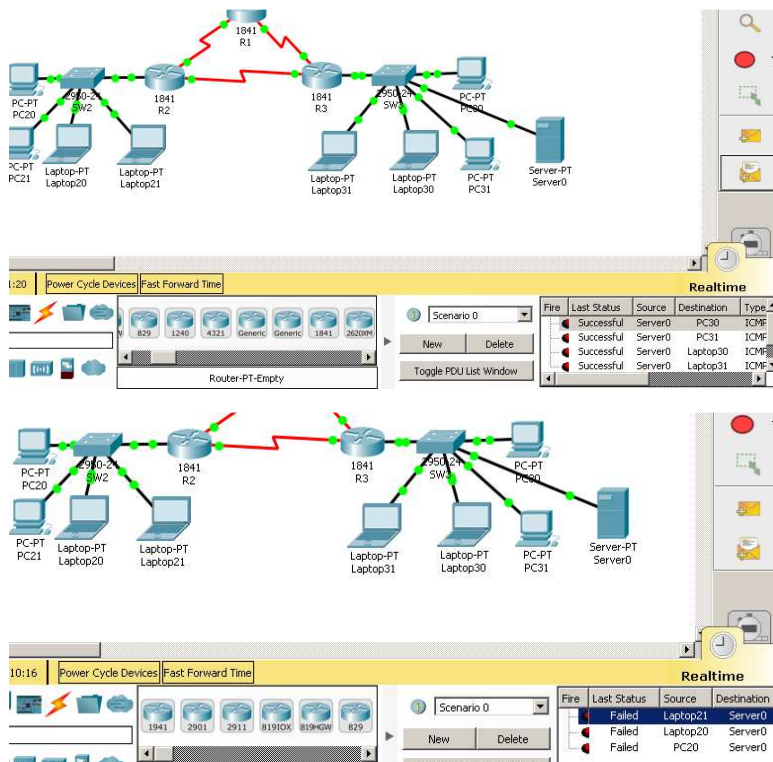 1841
R1
1841
R2
1841
R3
2950-24
SW2
2950-24
SW3
PC-PT
PC20
PC-PT
PC-PT
PC21
Laptop-PT
Laptop20
Laptop-PT
Laptop21
Laptop-PT
Laptop31
Laptop-PT
Laptop30
PC-PT
PC31
Server-PT
Server0
1:20 Power Cycle Devices Fast Forward Time
Realtime
829 1240 4321 Generic Generic 1841 2620XM
Router-PT-Empty
Scenario 0
New Delete
Toggle PDU List Window
Fire Last Status Source Destination Type
Successful Server0 PC30 ICMP
Successful Server0 PC31 ICMP
Successful Server0 Laptop30 ICMP
Successful Server0 Laptop31 ICMP
1841
R2
1841
R3
2950-24
SW2
2950-24
PC-PT
PC20
PC-PT
PC-PT
PC21
Laptop-PT
Laptop20
Laptop-PT
Laptop21
Laptop-PT
Laptop31
Laptop-PT
Laptop30
PC-PT
PC31
Server-PT
Server0
10:16 Power Cycle Devices Fast Forward Time
Realtime
1941 2901 2911 819IOX 819HGW 829
Scenario 0
New Delete
Fire Last Status Source Destination
Failed Laptop21 Server0
Failed Laptop20 Server0
Failed PC20 Server0